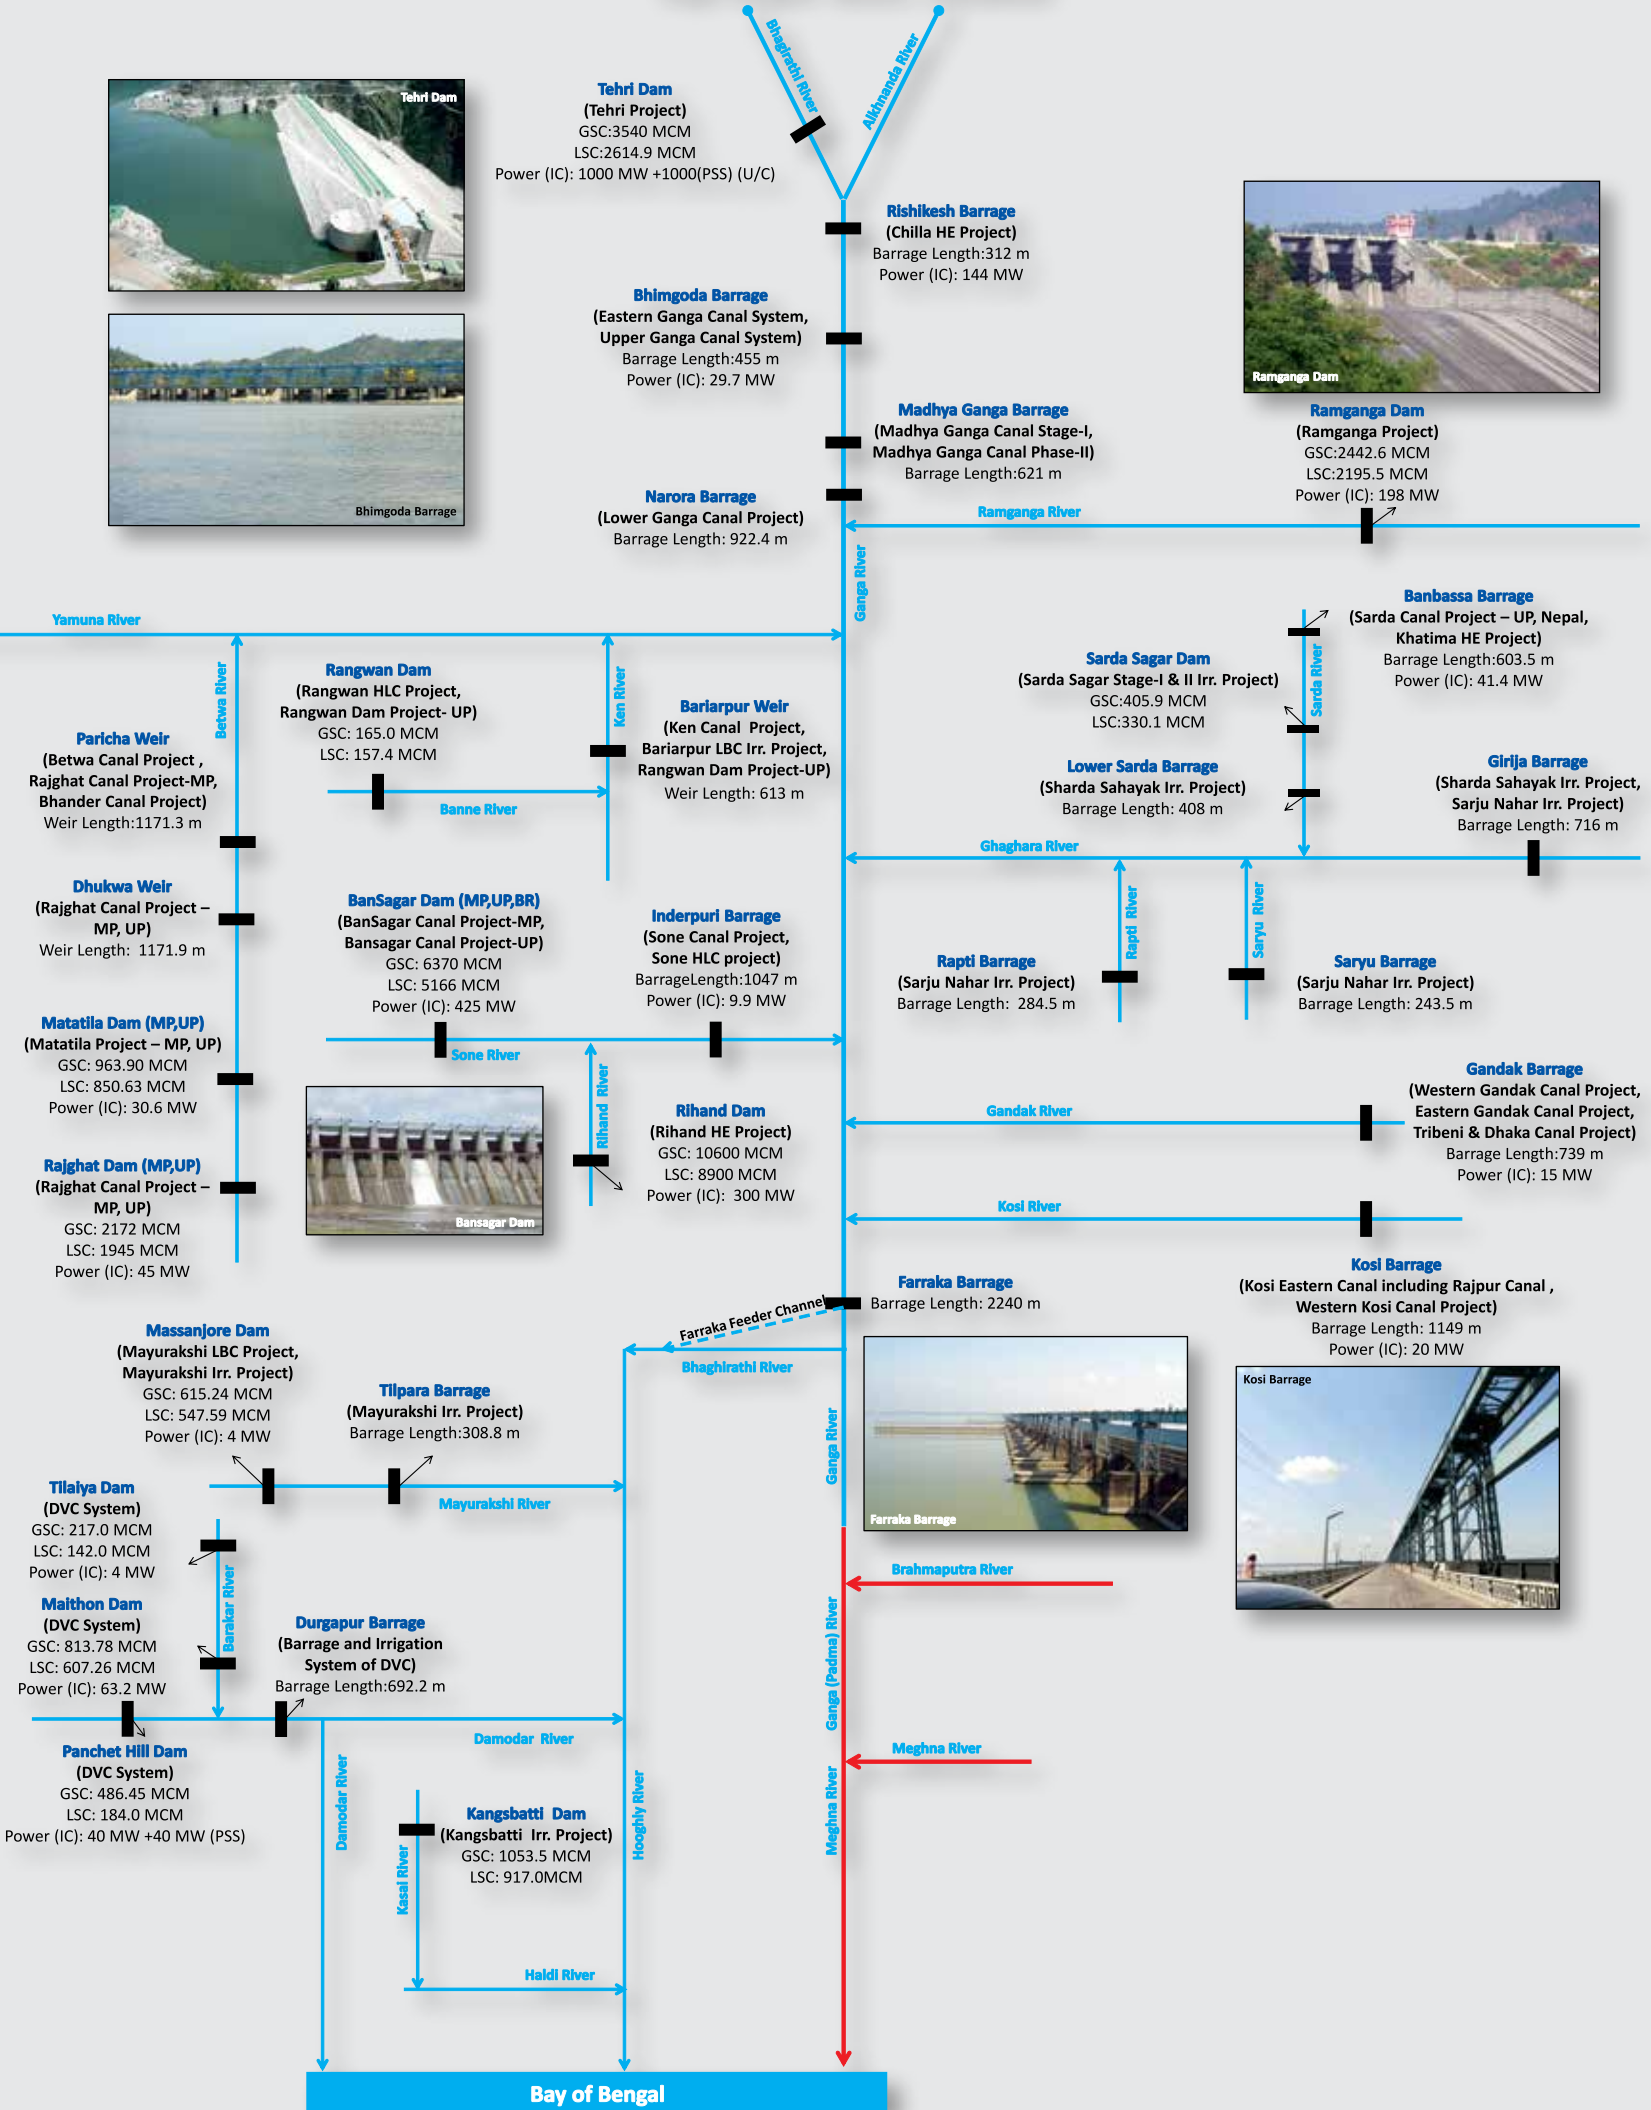 Bhagirathi River
Alkhnanda River
Tehri Dam
Tehri Dam
(Tehri Project)
GSC:3540 MCM
LSC:2614.9 MCM
Power (IC): 1000 MW +1000(PSS) (U/C)
Rishikesh Barrage
(Chilla HE Project)
Barrage Length:312 m
Power (IC): 144 MW
Bhimgoda Barrage
(Eastern Ganga Canal System,
Upper Ganga Canal System)
Barrage Length:455 m
Power (IC): 29.7 MW
Ramganga Dam
Bhimgoda Barrage
Madhya Ganga Barrage
(Madhya Ganga Canal Stage-I,
Madhya Ganga Canal Phase-II)
Barrage Length:621 m
Ramganga Dam
(Ramganga Project)
GSC:2442.6 MCM
LSC:2195.5 MCM
Power (IC): 198 MW
Narora Barrage
(Lower Ganga Canal Project)
Barrage Length: 922.4 m
Ramganga River
Ganga River
Yamuna River
Banbassa Barrage
(Sarda Canal Project – UP, Nepal,
Khatima HE Project)
Barrage Length:603.5 m
Power (IC): 41.4 MW
Sarda River
Sarda Sagar Dam
(Sarda Sagar Stage-I & II Irr. Project)
GSC:405.9 MCM
LSC:330.1 MCM
Lower Sarda Barrage
(Sharda Sahayak Irr. Project)
Barrage Length: 408 m
Girija Barrage
(Sharda Sahayak Irr. Project,
Sarju Nahar Irr. Project)
Barrage Length: 716 m
Betwa River
Rangwan Dam
(Rangwan HLC Project,
Rangwan Dam Project- UP)
GSC: 165.0 MCM
LSC: 157.4 MCM
Ken River
Bariarpur Weir
(Ken Canal  Project,
Bariarpur LBC Irr. Project,
Rangwan Dam Project-UP)
Weir Length: 613 m
Banne River
Paricha Weir
(Betwa Canal Project ,
Rajghat Canal Project-MP,
Bhander Canal Project)
Weir Length:1171.3 m
Ghaghara River
Dhukwa Weir
(Rajghat Canal Project –
MP, UP)
Weir Length:  1171.9 m
BanSagar Dam (MP,UP,BR)
(BanSagar Canal Project-MP,
Bansagar Canal Project-UP)
GSC: 6370 MCM
LSC: 5166 MCM
Power (IC): 425 MW
Inderpuri Barrage
(Sone Canal Project,
Sone HLC project)
BarrageLength:1047 m
Power (IC): 9.9 MW
Rapti  River
Saryu  River
Rapti Barrage
(Sarju Nahar Irr. Project)
Barrage Length:  284.5 m
Saryu Barrage
(Sarju Nahar Irr. Project)
Barrage Length: 243.5 m
Matatila Dam (MP,UP)
(Matatila Project – MP, UP)
GSC: 963.90 MCM
LSC: 850.63 MCM
Power (IC): 30.6 MW
Sone River
Rihand  River
Bansagar Dam
Rihand Dam
(Rihand HE Project)
GSC: 10600 MCM
LSC: 8900 MCM
Power (IC):  300 MW
Gandak River
Gandak Barrage
(Western Gandak Canal Project,
Eastern Gandak Canal Project,
Tribeni & Dhaka Canal Project)
Barrage Length:739 m
Power (IC): 15 MW
Rajghat Dam (MP,UP)
(Rajghat Canal Project –
MP, UP)
GSC: 2172 MCM
LSC: 1945 MCM
Power (IC): 45 MW
Kosi River
Kosi Barrage
(Kosi Eastern Canal including Rajpur Canal ,
Western Kosi Canal Project)
Barrage Length: 1149 m
Power (IC): 20 MW
Farraka Barrage
Barrage Length: 2240 m
Farraka Feeder Channel
Bhaghirathi River
Massanjore Dam
(Mayurakshi LBC Project,
Mayurakshi Irr. Project)
GSC: 615.24 MCM
LSC: 547.59 MCM
Power (IC): 4 MW
Tilpara Barrage
(Mayurakshi Irr. Project)
Barrage Length:308.8 m
Kosi Barrage
Ganga River
Farraka Barrage
Mayurakshi River
Tilaiya Dam
(DVC System)
GSC: 217.0 MCM
LSC: 142.0 MCM
Power (IC): 4 MW
Barakar River
Brahmaputra River
Maithon Dam
(DVC System)
GSC: 813.78 MCM
LSC: 607.26 MCM
Power (IC): 63.2 MW
Durgapur Barrage
(Barrage and Irrigation
System of DVC)
Barrage Length:692.2 m
Ganga (Padma) River
Damodar  River
Meghna River
Panchet Hill Dam
(DVC System)
GSC: 486.45 MCM
LSC: 184.0 MCM
Power (IC): 40 MW +40 MW (PSS)
Damodar River
Kangsbatti  Dam
(Kangsbatti  Irr. Project)
GSC: 1053.5 MCM
LSC: 917.0MCM
Kasai River
Hooghly River
Meghna River
Haldi River
Bay of Bengal